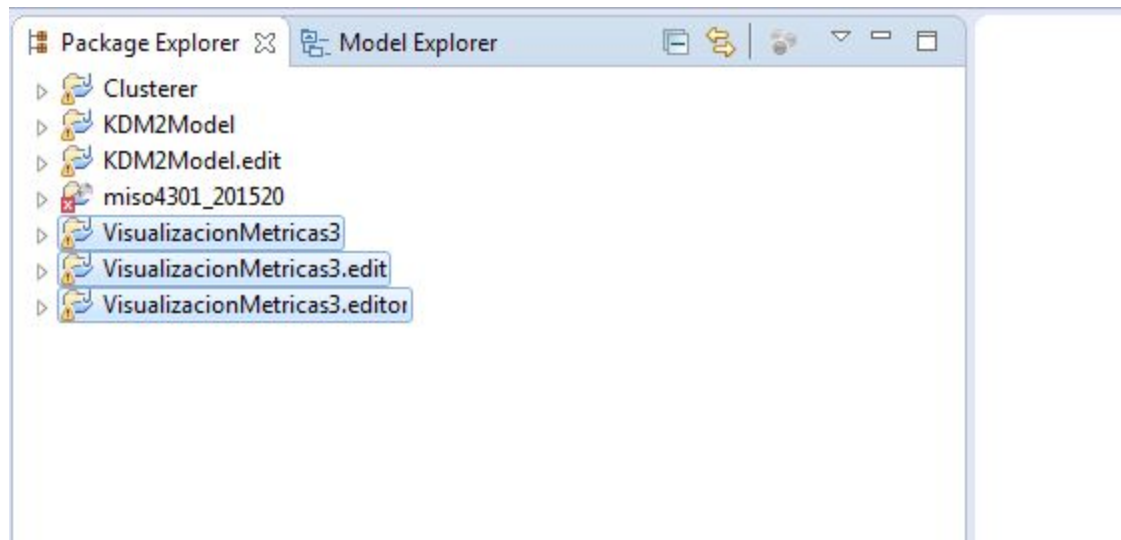 Package Explorer Model Explorer
Clusterer
KDM2Model
KDM2Model.edit
miso4301_201520
VisualizacionMetricas3
VisualizacionMetricas3.edit
VisualizacionMetricas3.editor